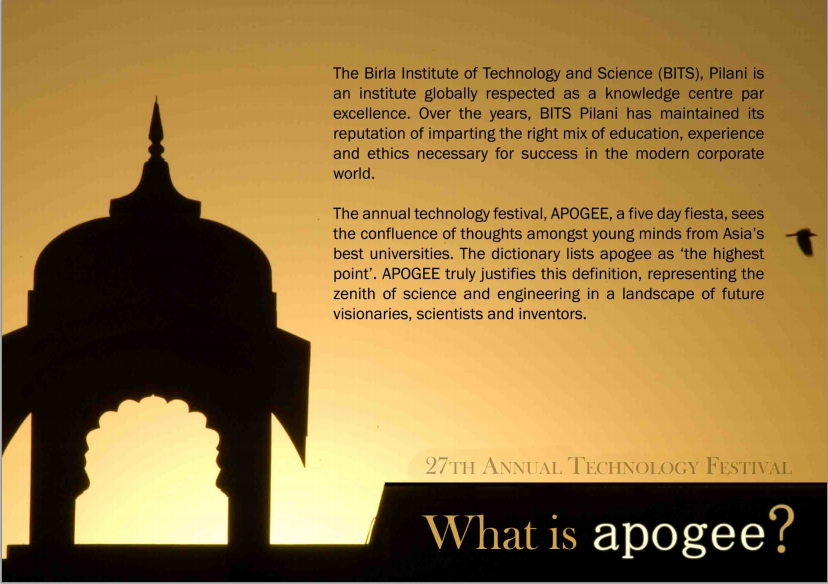 The Birla Institute of Technology and Science (BITS), Pilani is
an institute globally respected as a knowledge centre par
excellence. Over the years, BITS Pilani has maintained its
reputation of imparting the right mix of education, experience
and ethics necessary for success in the modern corporate
world.
The annual technology festival, APOGEE, a five day fiesta, sees
the confluence of thoughts amongst young minds from Asia’s
best universities. The dictionary lists apogee as ‘the highest
point’. APOGEE truly justifies this definition, representing the
zenith of science and engineering in a landscape of future
visionaries, scientists and inventors.
27TH ANNUAL TECHNOLOGY FESTIVAL
What is apogee?